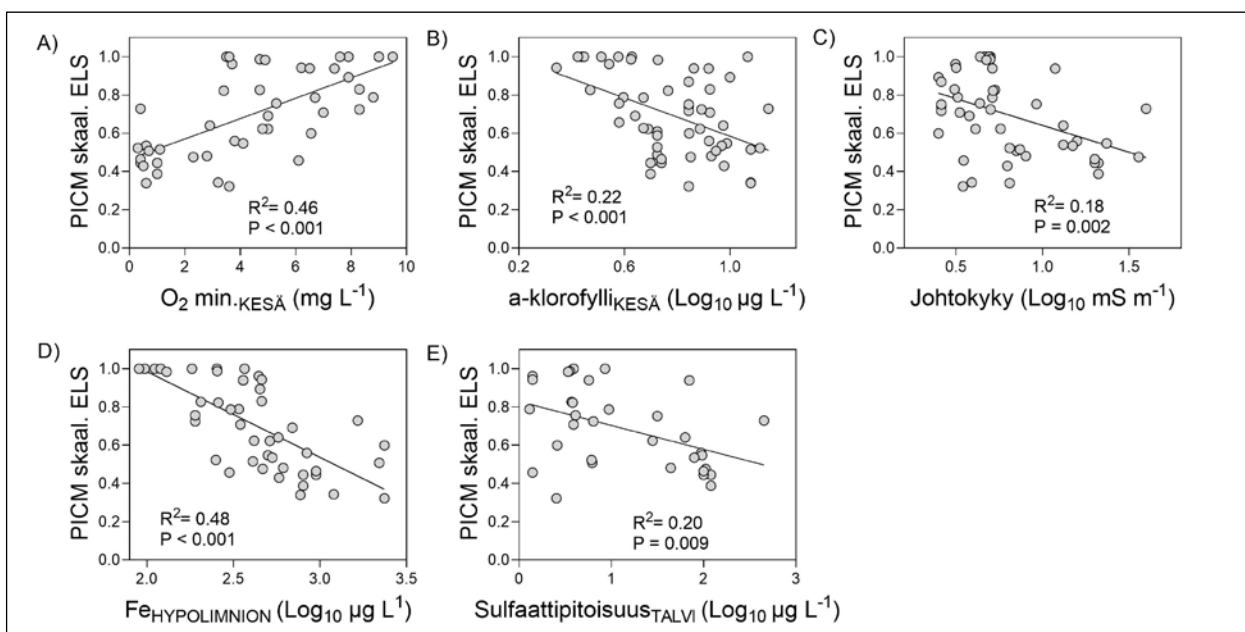 A)
PICM skaal. ELS
1.0
0.8
0.6
0.4
0.2
0.0
R²= 0.46
P < 0.001
0 2 4 6 8 10
O₂ min.KESÄ (mg L⁻¹)
B)
PICM skaal. ELS
1.0
0.8
0.6
0.4
0.2
0.0
R²= 0.22
P < 0.001
0.2 0.6 1.0
a-klorofylliKESÄ (Log₁₀ µg L⁻¹)
C)
PICM skaal. ELS
1.0
0.8
0.6
0.4
0.2
0.0
R²= 0.18
P = 0.002
0.5 1.0 1.5
Johtokyky (Log₁₀ mS m⁻¹)
D)
PICM skaal. ELS
1.0
0.8
0.6
0.4
0.2
0.0
R²= 0.48
P < 0.001
2.0 2.5 3.0 3.5
FeHYPOLIMNION (Log₁₀ µg L¹)
E)
PICM skaal. ELS
1.0
0.8
0.6
0.4
0.2
0.0
R²= 0.20
P = 0.009
0 1 2 3
SulfaattipitoisuusTALVI (Log₁₀ µg L⁻¹)